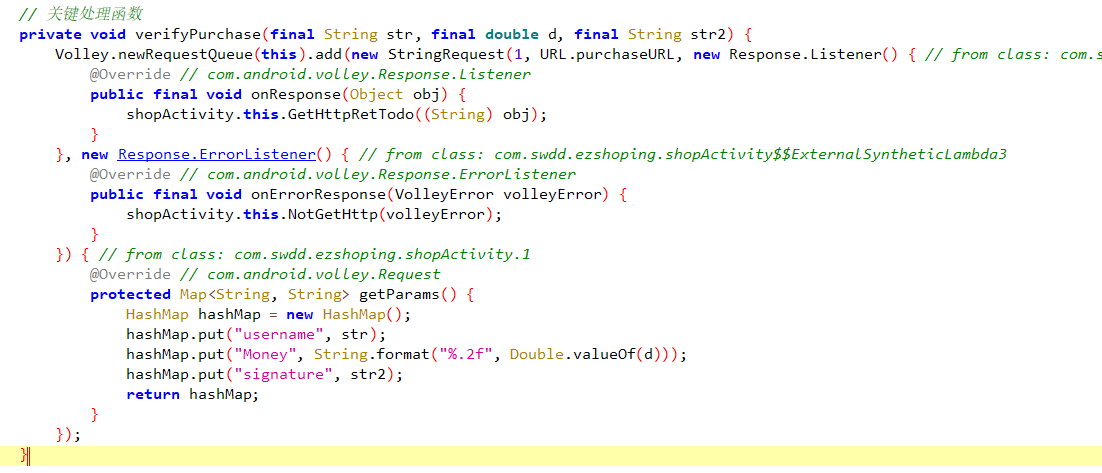 // 关键处理函数
private void verifyPurchase(final String str, final double d, final String str2) {
    Volley.newRequestQueue(this).add(new StringRequest(1, URL.purchaseURL, new Response.Listener() { // from class: com.s
        @Override // com.android.volley.Response.Listener
        public final void onResponse(Object obj) {
            shopActivity.this.GetHttpRetTodo((String) obj);
        }
    }, new Response.ErrorListener() { // from class: com.swdd.ezshoping.shopActivity$$ExternalSyntheticLambda3
        @Override // com.android.volley.Response.ErrorListener
        public final void onErrorResponse(VolleyError volleyError) {
            shopActivity.this.NotGetHttp(volleyError);
        }
    }) { // from class: com.swdd.ezshoping.shopActivity.1
        @Override // com.android.volley.Request
        protected Map<String, String> getParams() {
            HashMap hashMap = new HashMap();
            hashMap.put("username", str);
            hashMap.put("Money", String.format("%.2f", Double.valueOf(d)));
            hashMap.put("signature", str2);
            return hashMap;
        }
    });
}